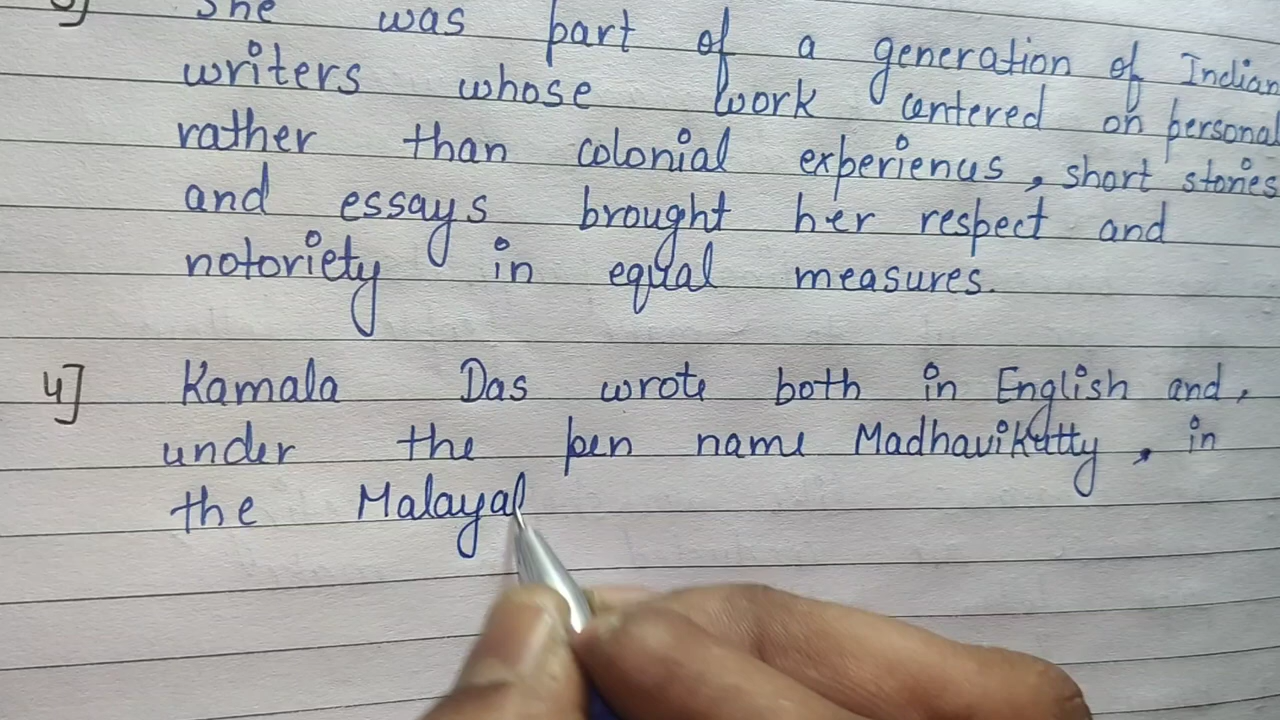 She was part of a generation of Indian
writers whose work centered on personal
rather than colonial experiences, short stories
and essays brought her respect and
notoriety in equal measures.
4] Kamala Das wrote both in English and,
under the pen name Madhavikutty, in
the Malayal